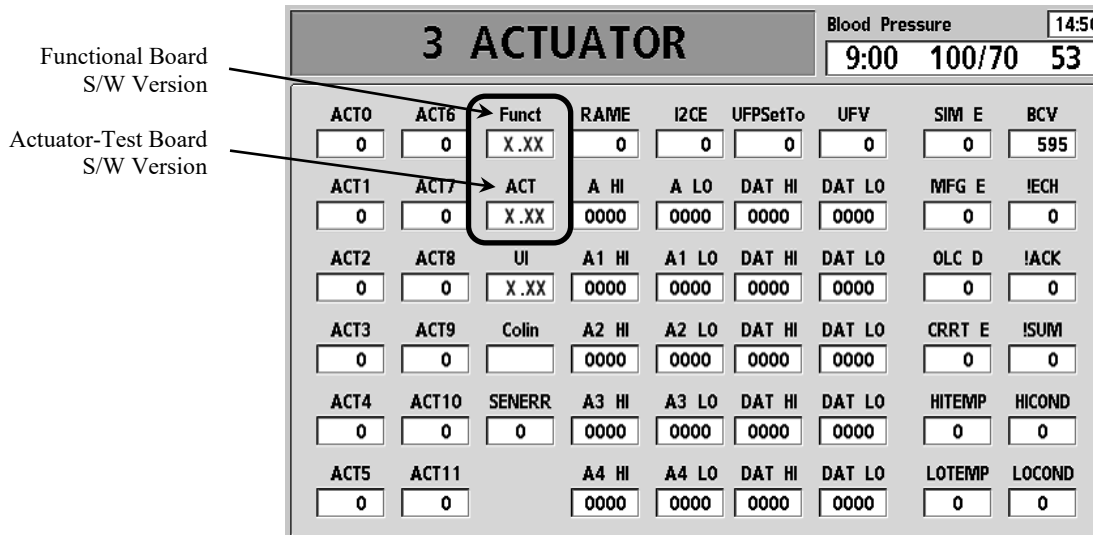 3 ACTUATOR
Blood Pressure 14:50
9:00 100/70 53
Functional Board
S/W Version
Actuator-Test Board
S/W Version
ACT0 ACT6 Funct RAME I2CE UFPSetTo UFV SIM E BCV
0 0 X.XX 0 0 0 0 0 595
ACT1 ACT7 ACT A HI A LO DAT HI DAT LO MFG E !ECH
0 0 X.XX 0000 0000 0000 0000 0 0
ACT2 ACT8 UI A1 HI A1 LO DAT HI DAT LO OLC D !ACK
0 0 X.XX 0000 0000 0000 0000 0 0
ACT3 ACT9 Colin A2 HI A2 LO DAT HI DAT LO CRRT E !SUM
0 0 0000 0000 0000 0000 0 0
ACT4 ACT10 SENERR A3 HI A3 LO DAT HI DAT LO HITEMP HICOND
0 0 0 0000 0000 0000 0000 0 0
ACT5 ACT11 A4 HI A4 LO DAT HI DAT LO LOTEMP LOCOND
0 0 0000 0000 0000 0000 0 0